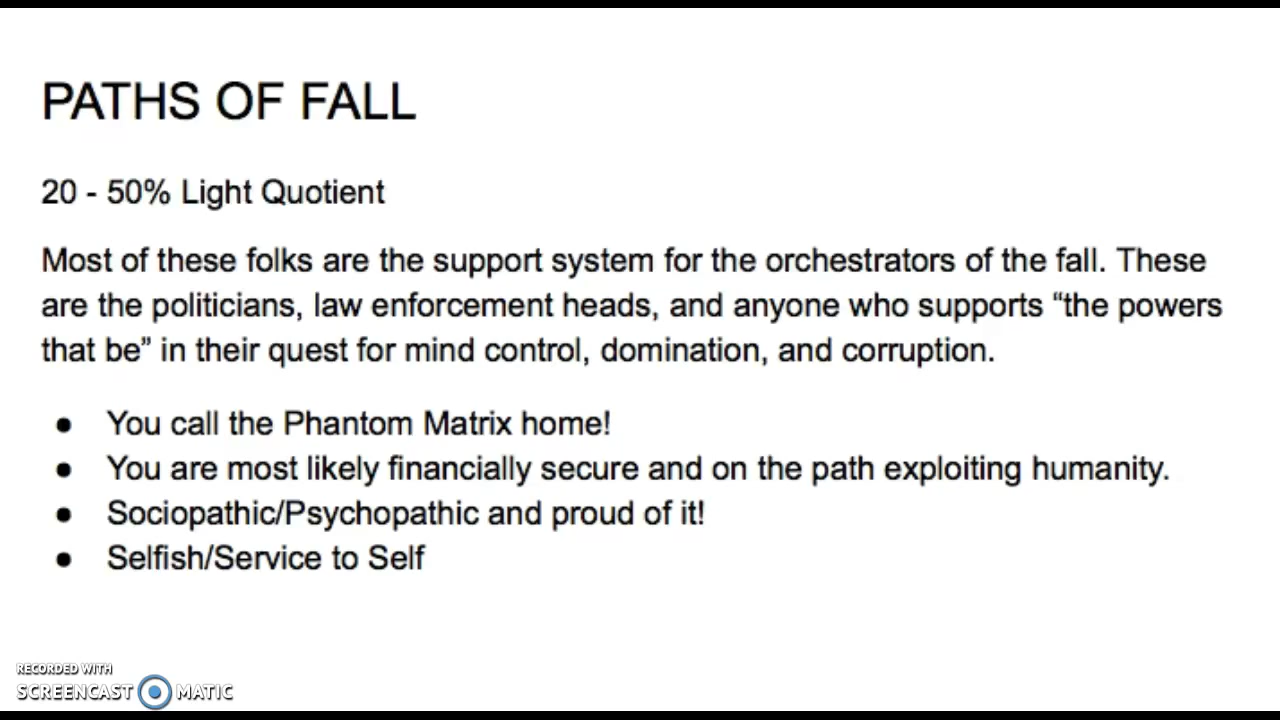 PATHS OF FALL
20 - 50% Light Quotient
Most of these folks are the support system for the orchestrators of the fall. These
are the politicians, law enforcement heads, and anyone who supports “the powers
that be” in their quest for mind control, domination, and corruption.
● You call the Phantom Matrix home!
● You are most likely financially secure and on the path exploiting humanity.
● Sociopathic/Psychopathic and proud of it!
● Selfish/Service to Self
RECORDED WITH
SCREENCAST MATIC